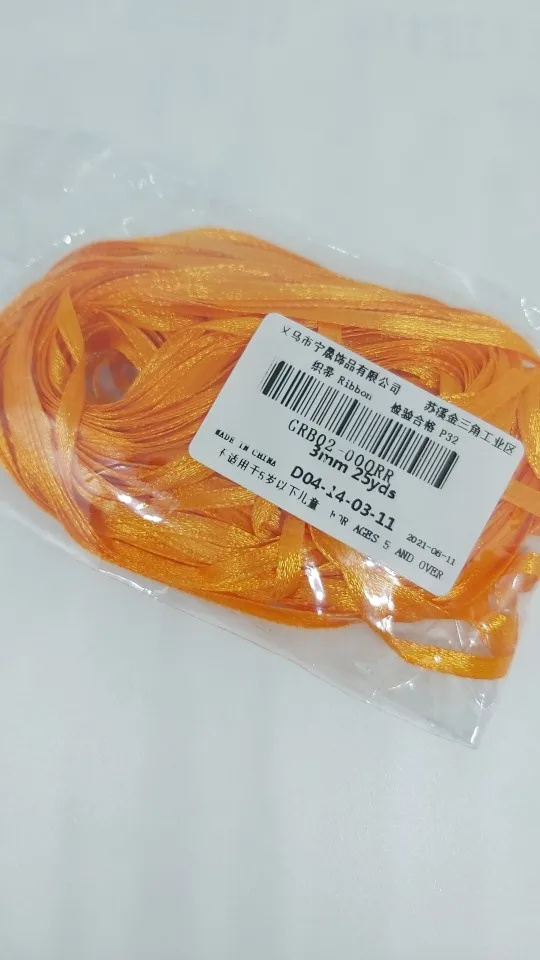 义乌市宁晟饰品有限公司
苏溪金三角工业区
织带 Ribbon
检验合格 P32
GRB02-000RR
3mm 25yds
MADE IN CHINA
D04-14-03-11
2021-06-11
不适用于5岁以下儿童 FOR AGES 5 AND OVER